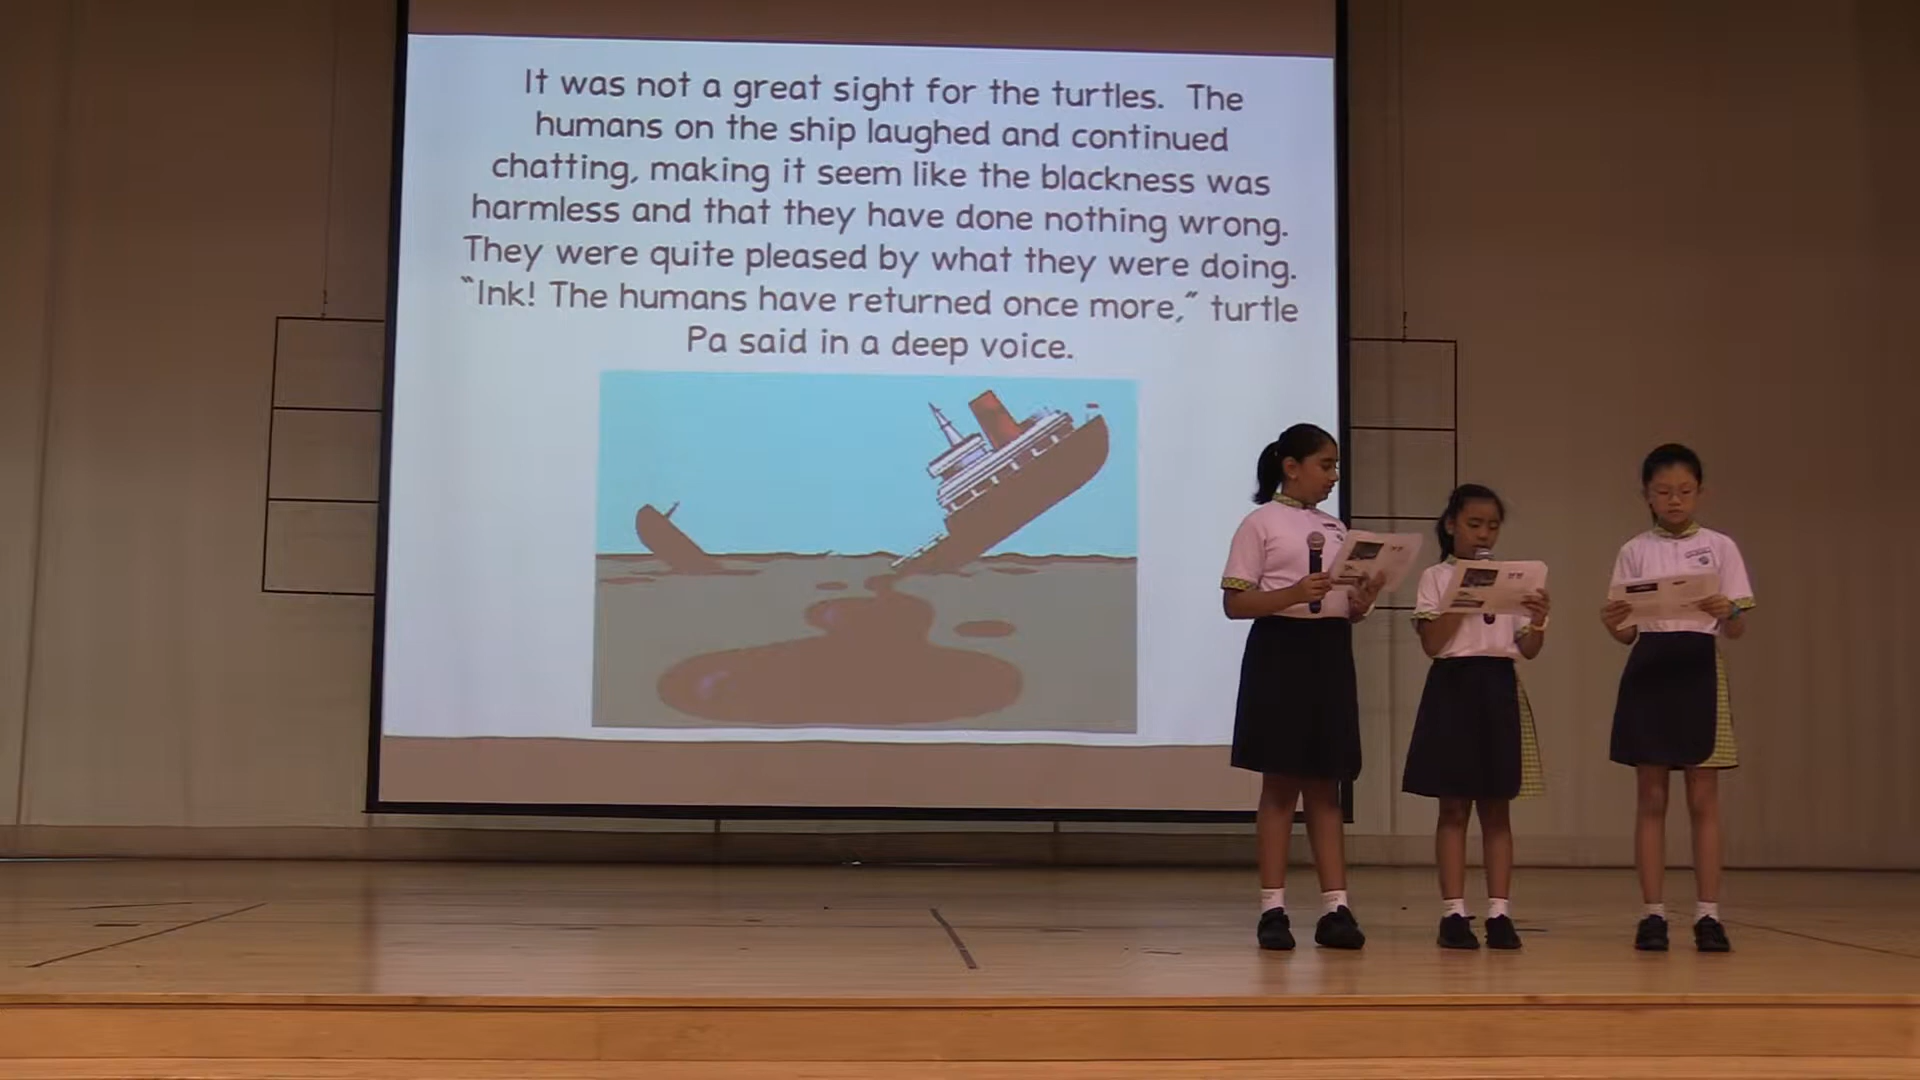 It was not a great sight for the turtles. The
humans on the ship laughed and continued
chatting, making it seem like the blackness was
harmless and that they have done nothing wrong.
They were quite pleased by what they were doing.
“Ink! The humans have returned once more,” turtle
Pa said in a deep voice.